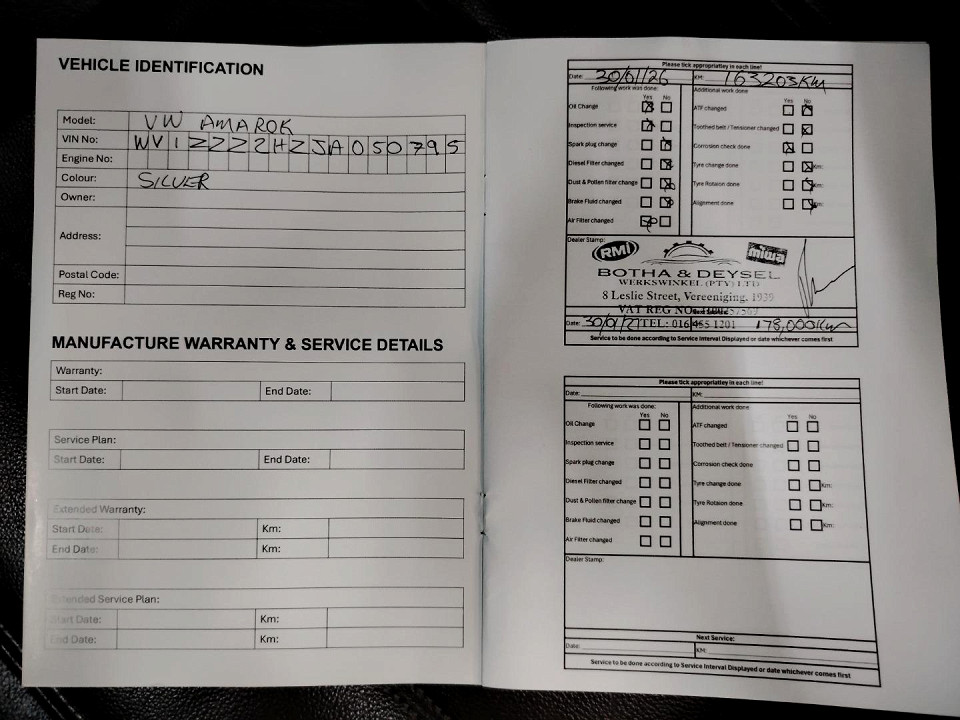 VEHICLE IDENTIFICATION
Model: VW AMAROK
VIN No: WV1ZZZ2HZJA050795
Engine No:
Colour: SILVER
Owner:
Address:
Postal Code:
Reg No:
MANUFACTURE WARRANTY & SERVICE DETAILS
Warranty:
Start Date: End Date:
Service Plan:
Start Date: End Date:
Extended Warranty:
Start Date: Km:
End Date: Km:
Extended Service Plan:
Start Date: Km:
End Date: Km:
Please tick appropriatley in each line!
Date: 30/01/26 KM: 163203KM
Following work was done: Additional work done
Yes No Yes No
Oil Change ATF changed
Inspection service Toothed belt / Tensioner changed
Spark plug change Corrosion check done
Diesel Filter changed Tyre change done Km:
Dust & Pollen filter change Tyre Rotaion done Km:
Brake Fluid changed Alignment done Km:
Air Filter changed
Dealer Stamp:
RMI miwa
BOTHA & DEYSEL
WERKSWINKEL (PTY) LTD
8 Leslie Street, Vereeniging. 1939
VAT REG NO
Date: 30/01/27 TEL: 016 455 1201 178,000Km
Service to be done according to Service Interval Displayed or date whichever comes first
Please tick appropriatley in each line!
Date: KM:
Following work was done: Additional work done
Yes No Yes No
Oil Change ATF changed
Inspection service Toothed belt / Tensioner changed
Spark plug change Corrosion check done
Diesel Filter changed Tyre change done Km:
Dust & Pollen filter change Tyre Rotaion done Km:
Brake Fluid changed Alignment done Km:
Air Filter changed
Dealer Stamp:
Next Service:
Date: KM:
Service to be done according to Service Interval Displayed or date whichever comes first